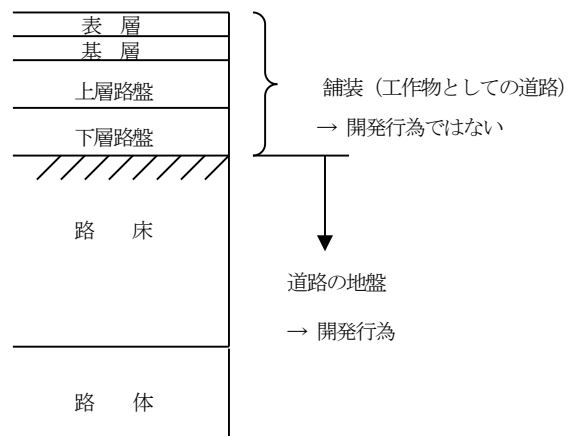 表　層
基　層
上層路盤
下層路盤
路　床
路　体
舗装（工作物としての道路）
→ 開発行為ではない
道路の地盤
→ 開発行為